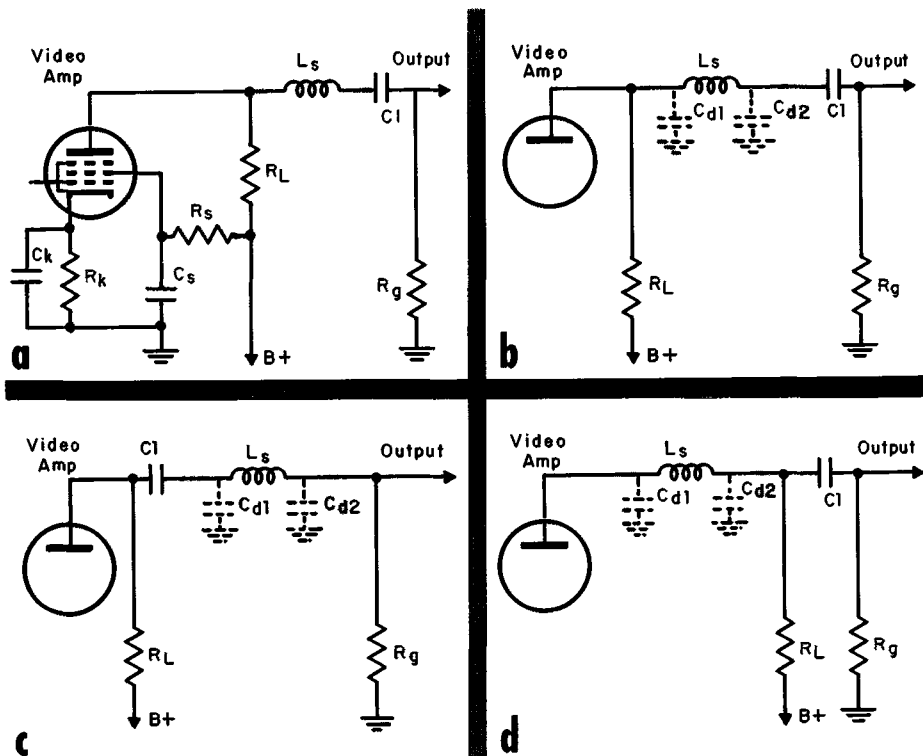 Video
Amp
Ls
Output
C1
RL
Rs
Ck
Rk
Cs
Rg
B+
a
Video
Amp
Ls
Output
Cd1
Cd2
C1
RL
Rg
B+
b
Video
Amp
C1
Ls
Output
Cd1
Cd2
RL
Rg
B+
c
Video
Amp
Ls
Output
Cd1
Cd2
C1
RL
Rg
B+
d